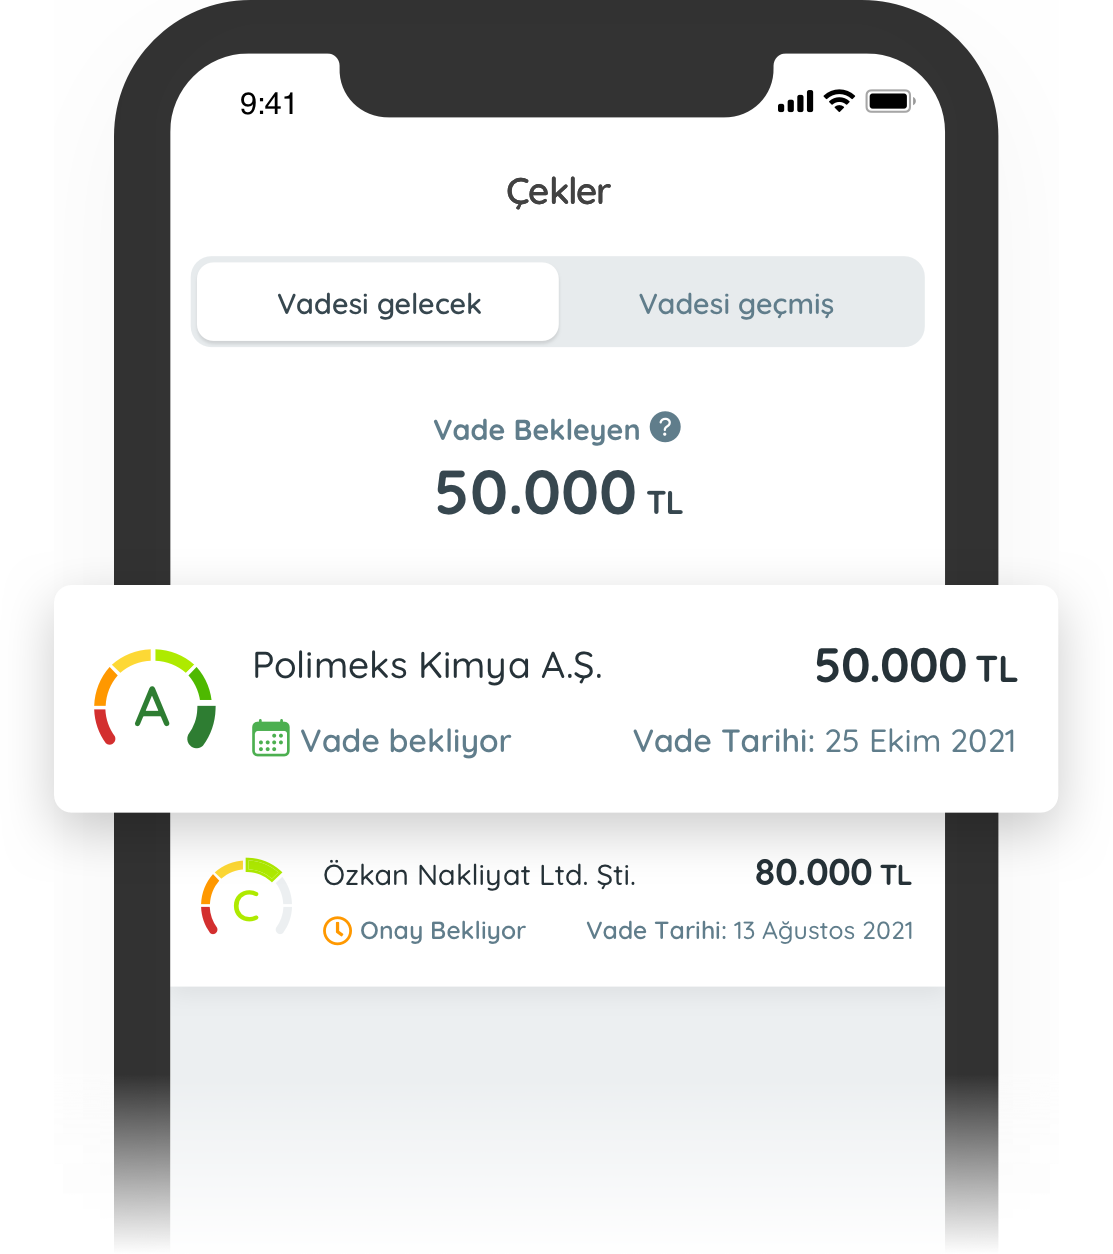 9:41
Çekler
Vadesi gelecek
Vadesi geçmiş
Vade Bekleyen ?
50.000 TL
A
Polimeks Kimya A.Ş.
50.000 TL
Vade bekliyor
Vade Tarihi: 25 Ekim 2021
C
Özkan Nakliyat Ltd. Şti.
80.000 TL
Onay Bekliyor
Vade Tarihi: 13 Ağustos 2021